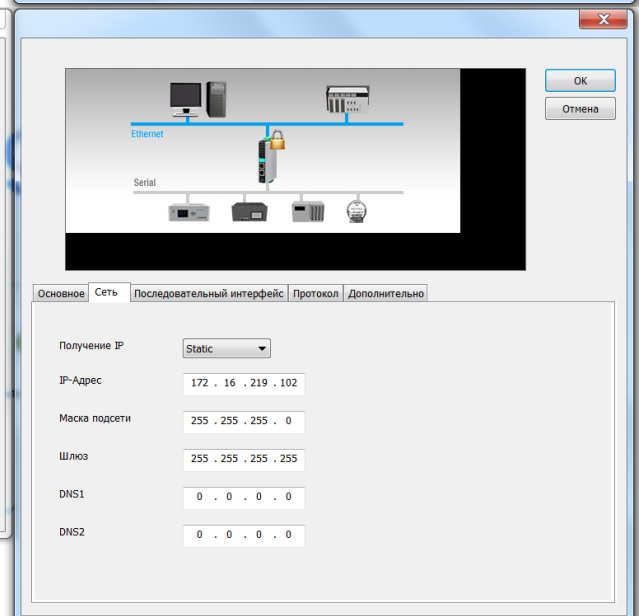 X
OK
Отмена
Ethernet
Serial
Основное Сеть Последовательный интерфейс Протокол Дополнительно
Получение IP Static
IP-Адрес 172 . 16 . 219 . 102
Маска подсети 255 . 255 . 255 . 0
Шлюз 255 . 255 . 255 . 255
DNS1 0 . 0 . 0 . 0
DNS2 0 . 0 . 0 . 0